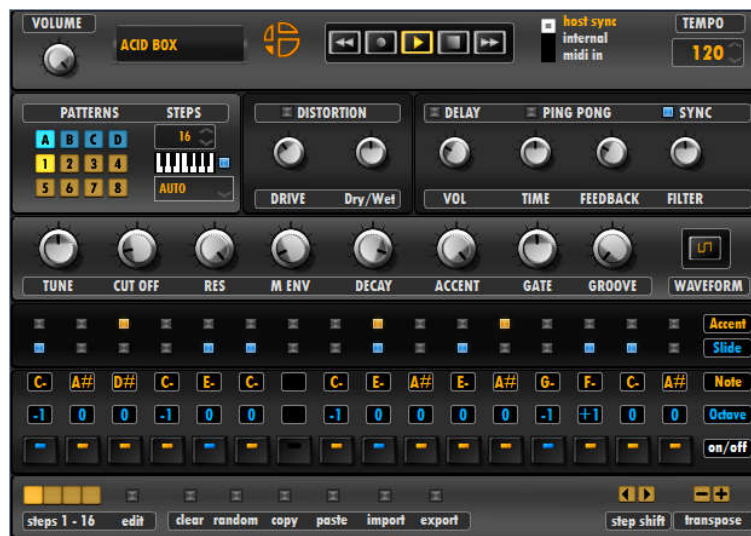 VOLUME
ACID BOX
host sync
internal
midi in
TEMPO
120
PATTERNS STEPS
A B C D
16
1 2 3 4
5 6 7 8
AUTO
DISTORTION
DRIVE Dry/Wet
DELAY PING PONG SYNC
VOL TIME FEEDBACK FILTER
TUNE CUT OFF RES M ENV DECAY ACCENT GATE GROOVE WAVEFORM
Accent
Slide
C- A# D# C- E- C- C- E- A# E- A# G- F- C- A# Note
-1 0 0 -1 0 0 -1 0 0 0 0 -1 +1 0 0 Octave
on/off
steps 1 - 16 edit clear random copy paste import export step shift transpose